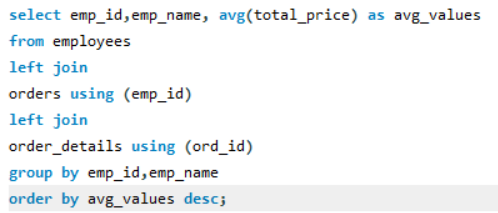 select emp_id,emp_name, avg(total_price) as avg_values
from employees
left join
orders using (emp_id)
left join
order_details using (ord_id)
group by emp_id,emp_name
order by avg_values desc;